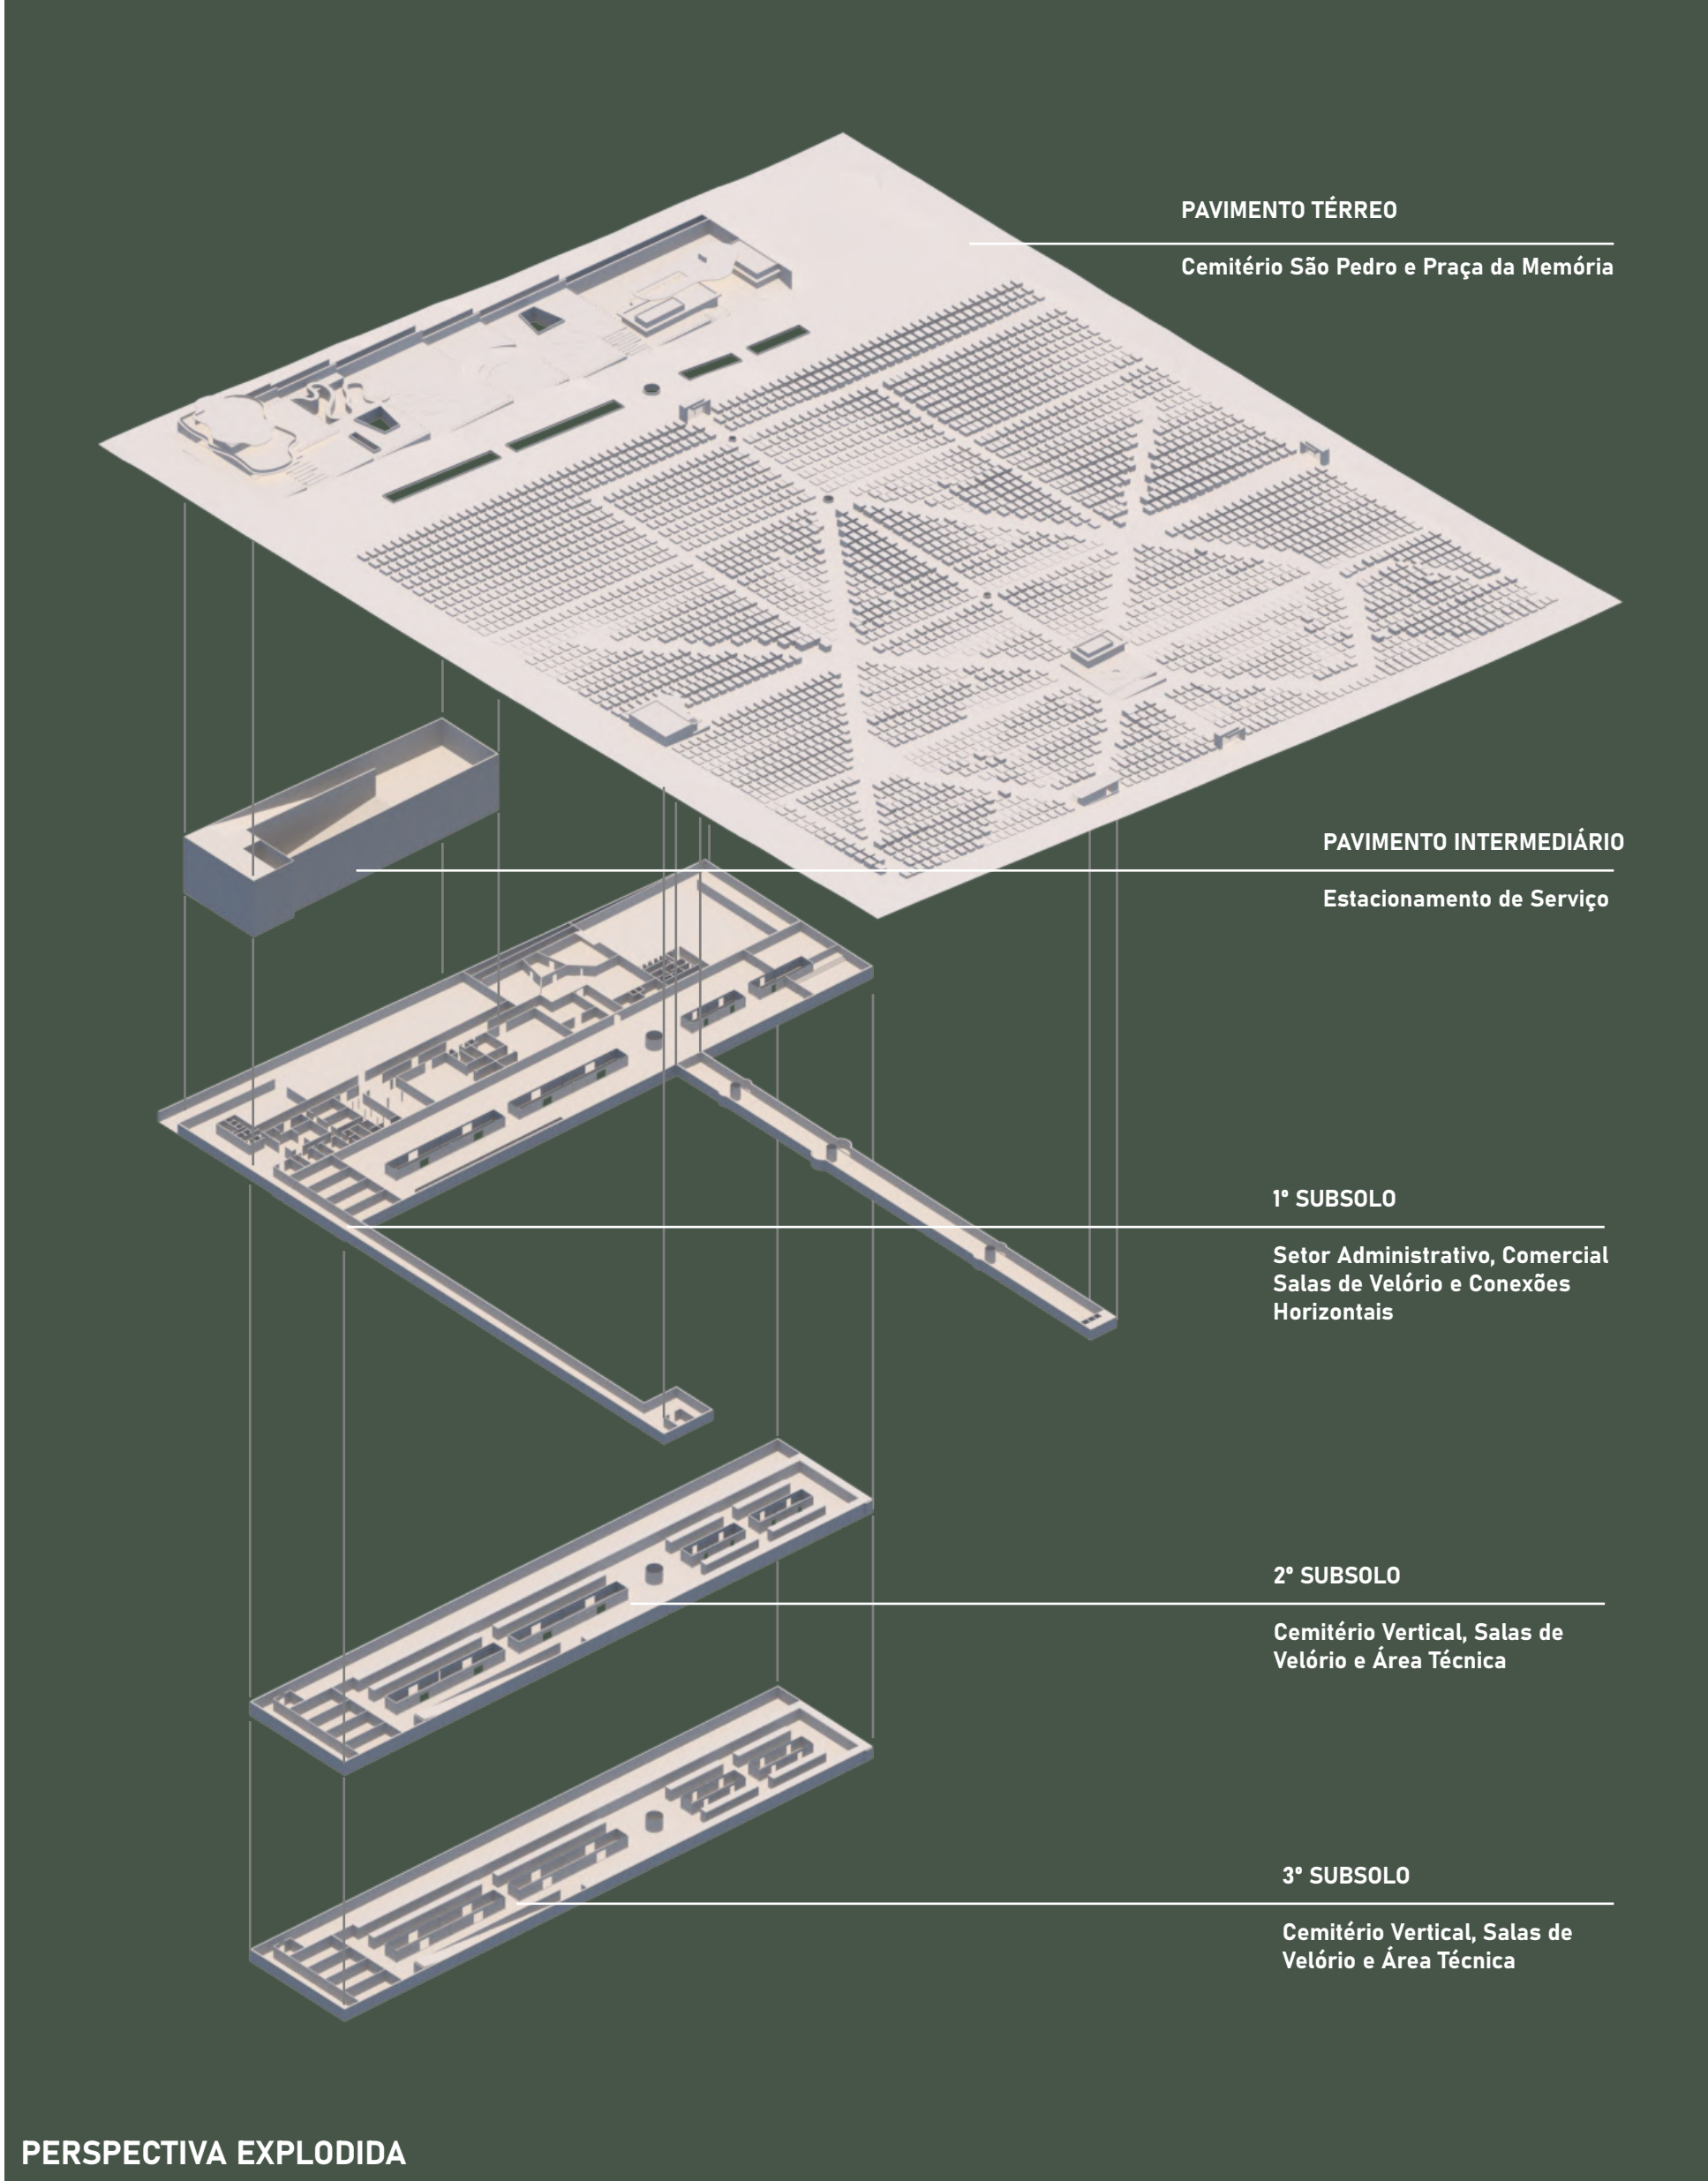 PAVIMENTO TÉRREO
Cemitério São Pedro e Praça da Memória
PAVIMENTO INTERMEDIÁRIO
Estacionamento de Serviço
1º SUBSOLO
Setor Administrativo, Comercial
Salas de Velório e Conexões
Horizontais
2º SUBSOLO
Cemitério Vertical, Salas de
Velório e Área Técnica
3º SUBSOLO
Cemitério Vertical, Salas de
Velório e Área Técnica
PERSPECTIVA EXPLODIDA